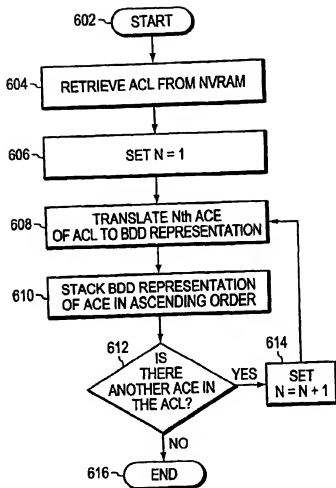 602
START
604
RETRIEVE ACL FROM NVRAM
606
SET N = 1
608
TRANSLATE Nth ACE
OF ACL TO BDD REPRESENTATION
610
STACK BDD REPRESENTATION
OF ACE IN ASCENDING ORDER
612
IS
THERE
ANOTHER ACE IN
THE ACL?
YES
614
SET
N = N + 1
NO
616
END